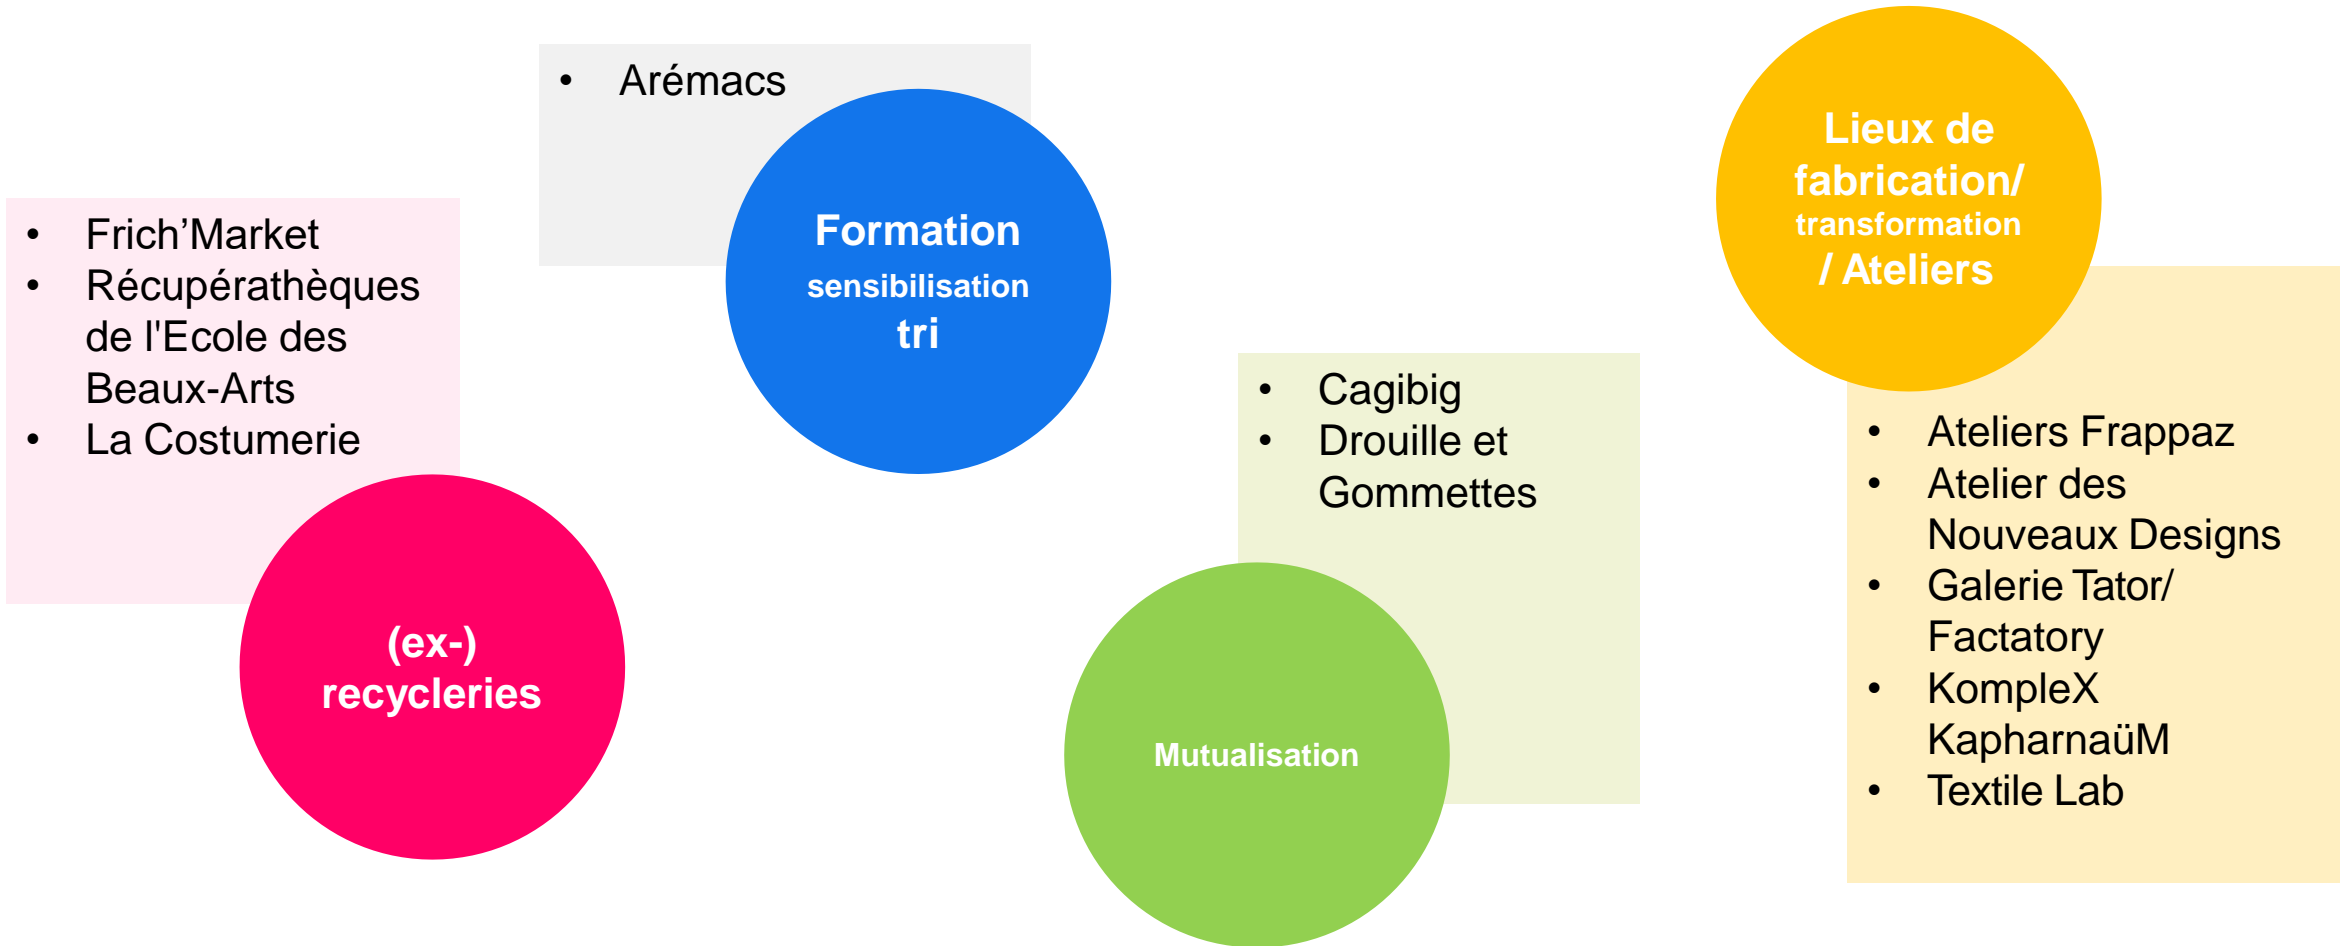 • Frich’Market
• Récupérathèques
de l'Ecole des
Beaux-Arts
• La Costumerie
(ex-)
recycleries
• Arémacs
Formation
sensibilisation
tri
• Cagibig
• Drouille et
Gommettes
Mutualisation
Lieux de
fabrication/
transformation
/ Ateliers
• Ateliers Frappaz
• Atelier des
Nouveaux Designs
• Galerie Tator/
Factatory
• KompleX
KapharnaüM
• Textile Lab